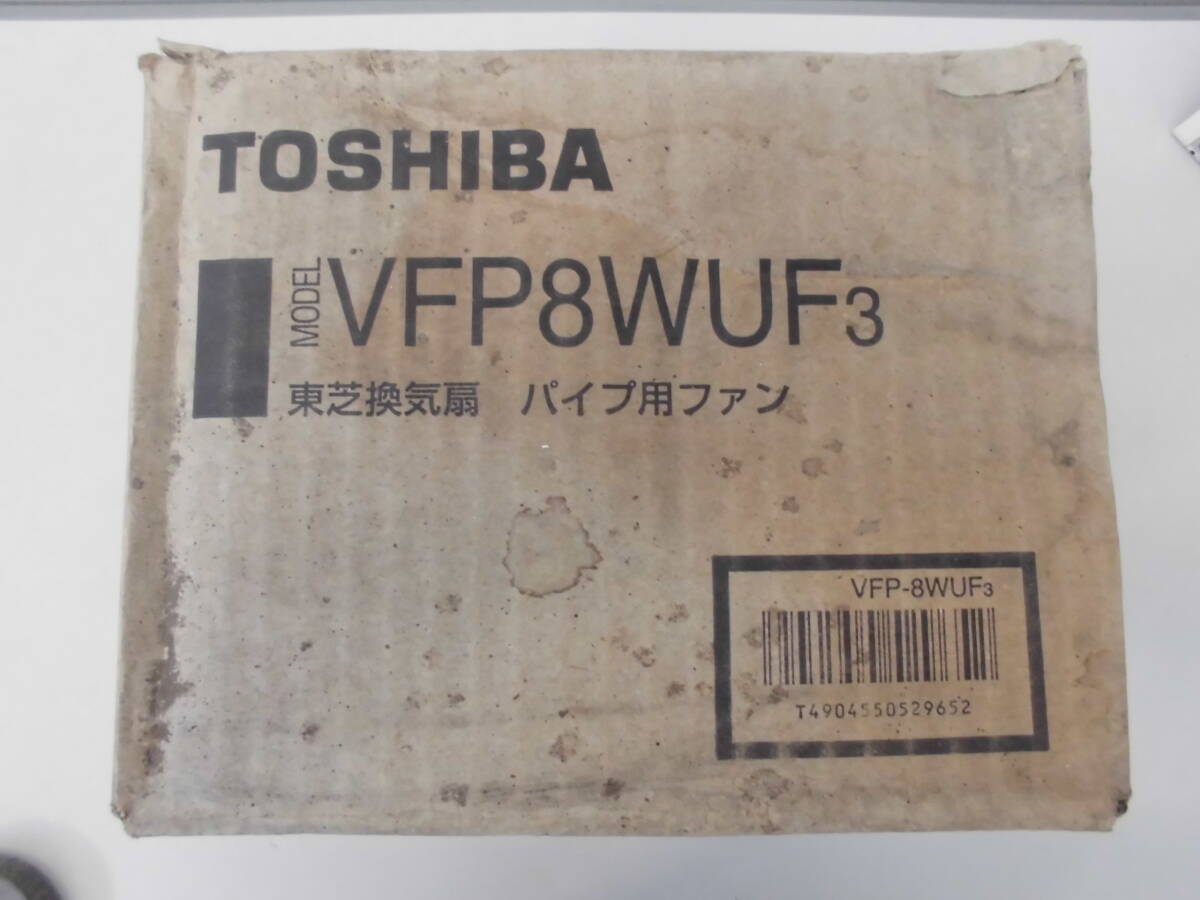 TOSHIBA
MODEL VFP8WUF3
東芝換気扇 パイプ用ファン
VFP-8WUF3
T4904550529652